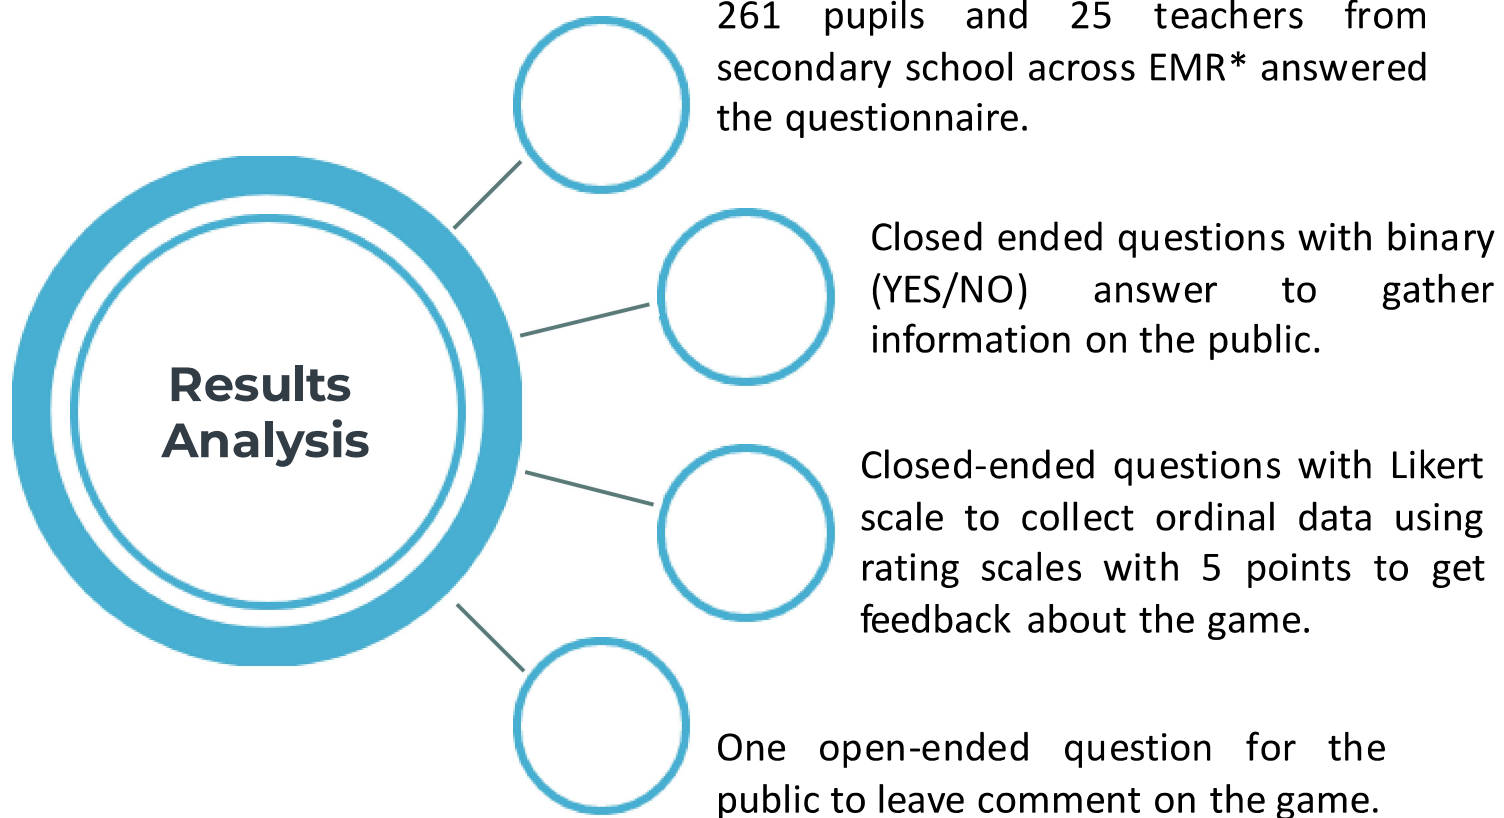 261 pupils and 25 teachers from
secondary school across EMR* answered
the questionnaire.
Closed ended questions with binary
(YES/NO) answer to gather
information on the public.
Results
Analysis
Closed-ended questions with Likert
scale to collect ordinal data using
rating scales with 5 points to get
feedback about the game.
One open-ended question for the
public to leave comment on the game.